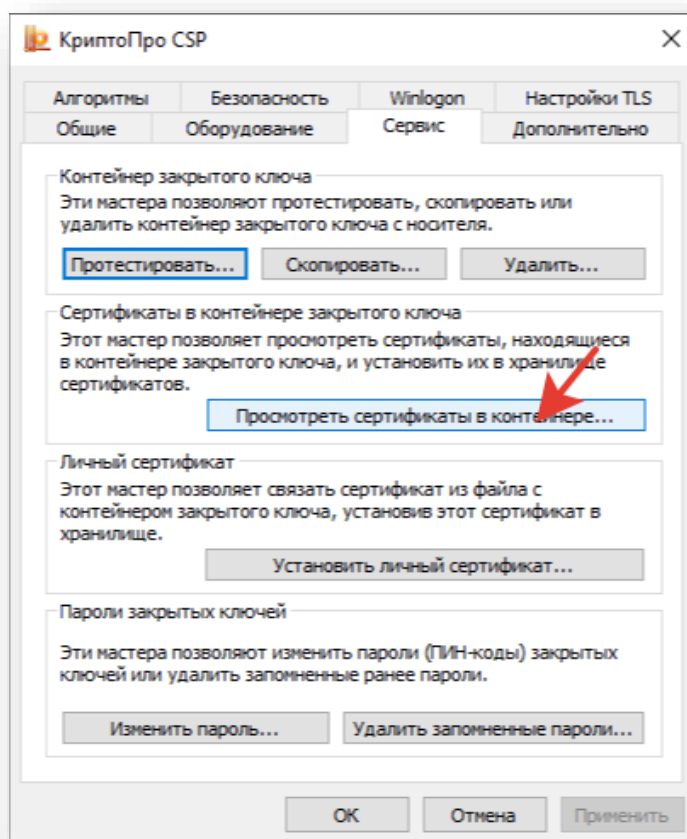 КриптоПро CSP
Алгоритмы Безопасность Winlogon Настройки TLS
Общие Оборудование Сервис Дополнительно
Контейнер закрытого ключа
Эти мастера позволяют протестировать, скопировать или
удалить контейнер закрытого ключа с носителя.
Протестировать... Скопировать... Удалить...
Сертификаты в контейнере закрытого ключа
Этот мастер позволяет просмотреть сертификаты, находящиеся
в контейнере закрытого ключа, и установить их в хранилище
сертификатов.
Просмотреть сертификаты в контейнере...
Личный сертификат
Этот мастер позволяет связать сертификат из файла с
контейнером закрытого ключа, установив этот сертификат в
хранилище.
Установить личный сертификат...
Пароли закрытых ключей
Эти мастера позволяют изменить пароли (ПИН-коды) закрытых
ключей или удалить запомненные ранее пароли.
Изменить пароль... Удалить запомненные пароли...
ОК Отмена Применить